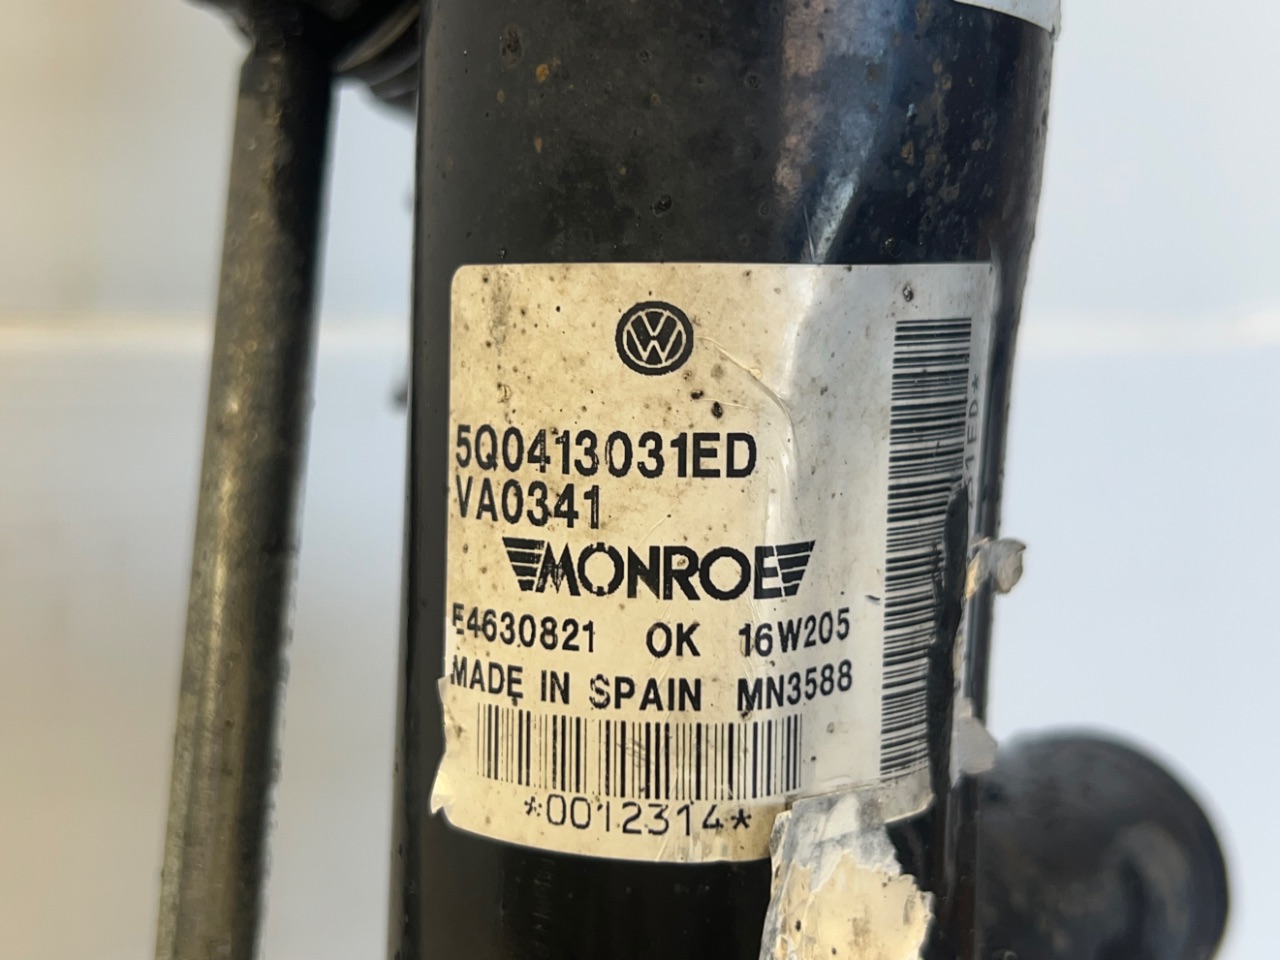 5Q0413031ED
VA0341
MONROE
E4630821 OK 16W205
MADE IN SPAIN MN3588
*0012314*